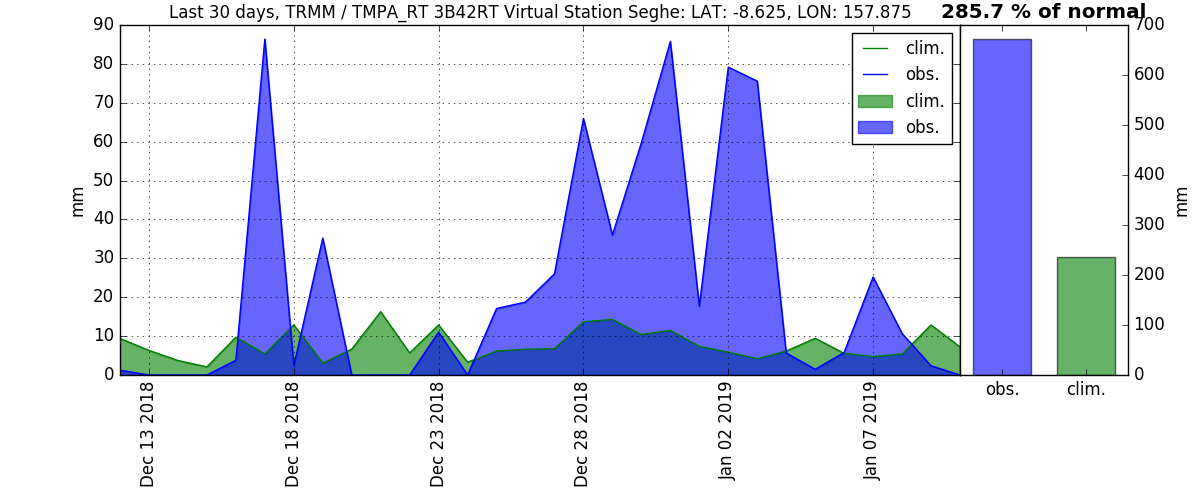 Last 30 days, TRMM / TMPA_RT 3B42RT Virtual Station Seghe: LAT: -8.625, LON: 157.875
285.7 % of normal
90
80
70
60
50
40
30
20
10
0
mm
clim.
obs.
clim.
obs.
Dec 13 2018
Dec 18 2018
Dec 23 2018
Dec 28 2018
Jan 02 2019
Jan 07 2019
700
600
500
400
300
200
100
0
mm
obs.
clim.